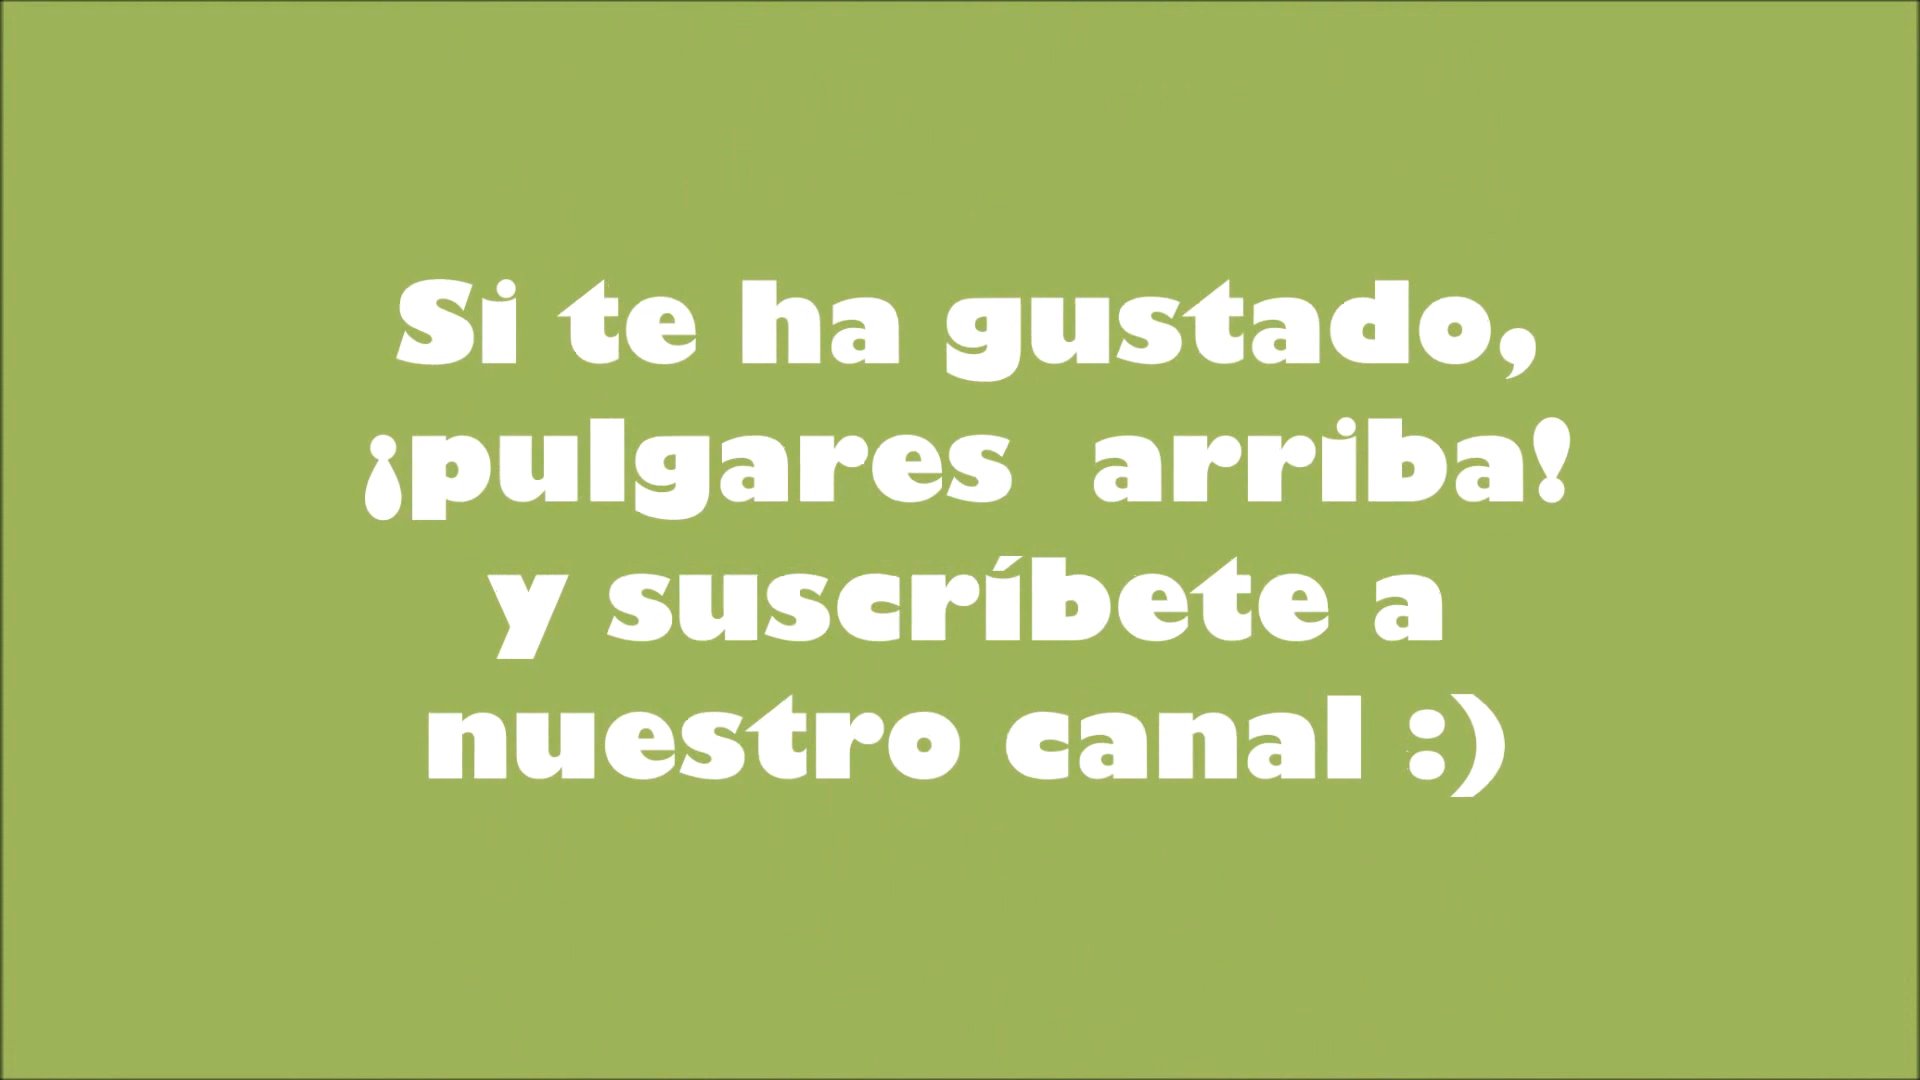 Si te ha gustado,
¡pulgares  arriba!
y suscríbete a
nuestro canal :)